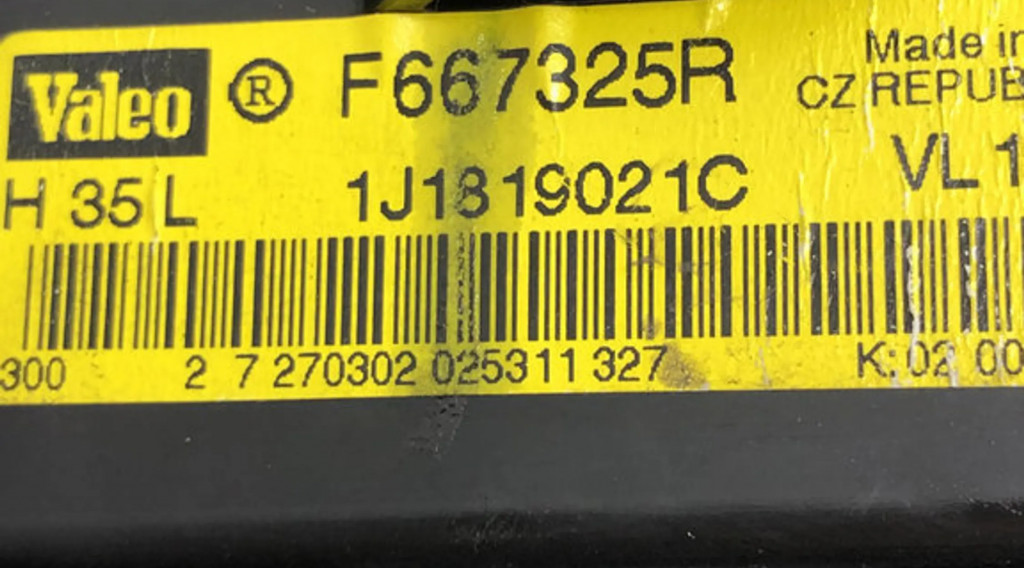 Valeo ® F667325R Made in
CZ REPUB
H 35 L 1J1819021C VL 1
300 2 7 270302 025311 327 K: 02 00